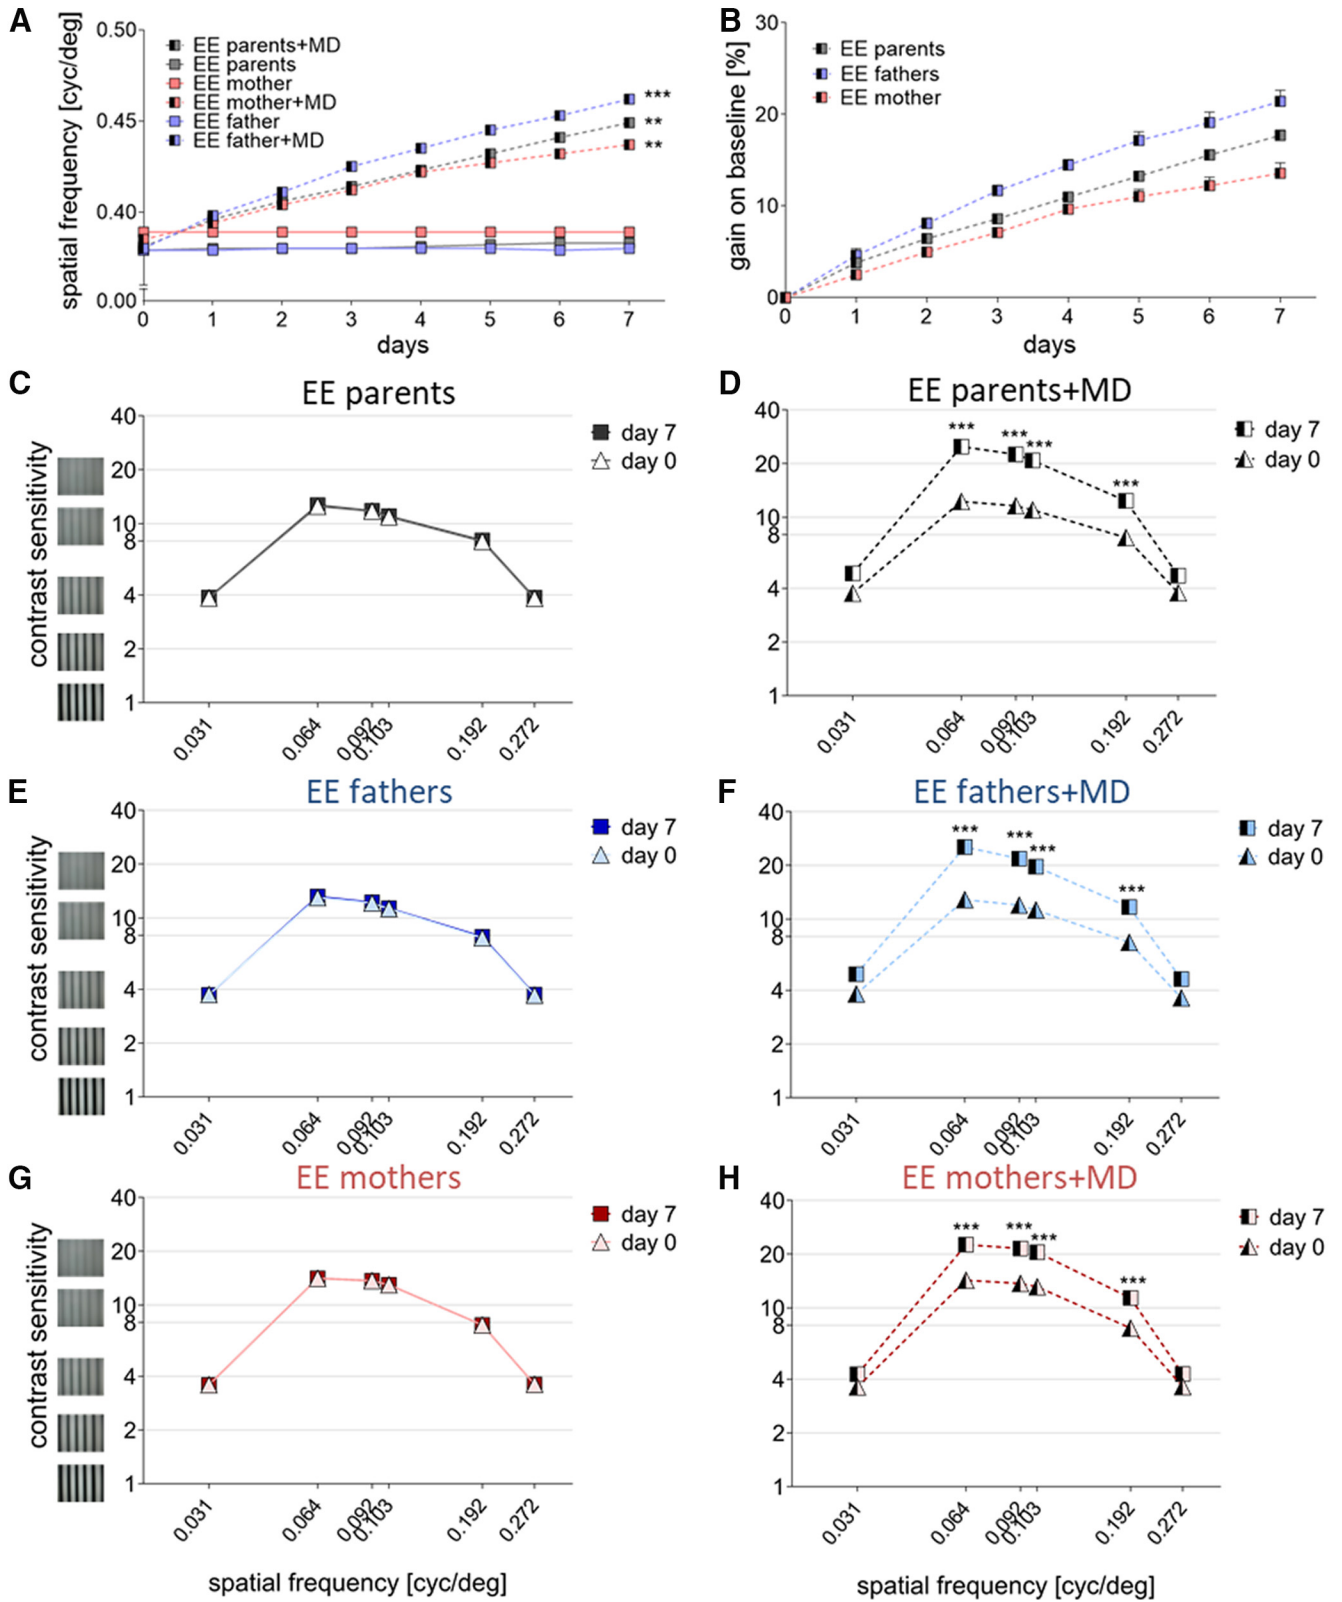 A
spatial frequency [cyc/deg]
0.50
0.45
0.40
0.00
EE parents+MD
EE parents
EE mother
EE mother+MD
EE father
EE father+MD
***
**
**
0 1 2 3 4 5 6 7
days
B
gain on baseline [%]
30
20
10
0
EE parents
EE fathers
EE mother
0 1 2 3 4 5 6 7
days
C
EE parents
contrast sensitivity
40
20
10
8
4
2
1
day 7
day 0
0.031 0.064 0.092 0.103 0.192 0.272
D
EE parents+MD
40
20
10
8
4
2
1
*** *** *** ***
day 7
day 0
0.031 0.064 0.092 0.103 0.192 0.272
E
EE fathers
contrast sensitivity
40
20
10
8
4
2
1
day 7
day 0
0.031 0.064 0.092 0.103 0.192 0.272
F
EE fathers+MD
40
20
10
8
4
2
1
*** *** *** ***
day 7
day 0
0.031 0.064 0.092 0.103 0.192 0.272
G
EE mothers
contrast sensitivity
40
20
10
8
4
2
1
day 7
day 0
0.031 0.064 0.092 0.103 0.192 0.272
spatial frequency [cyc/deg]
H
EE mothers+MD
40
20
10
8
4
2
1
*** *** *** ***
day 7
day 0
0.031 0.064 0.092 0.103 0.192 0.272
spatial frequency [cyc/deg]